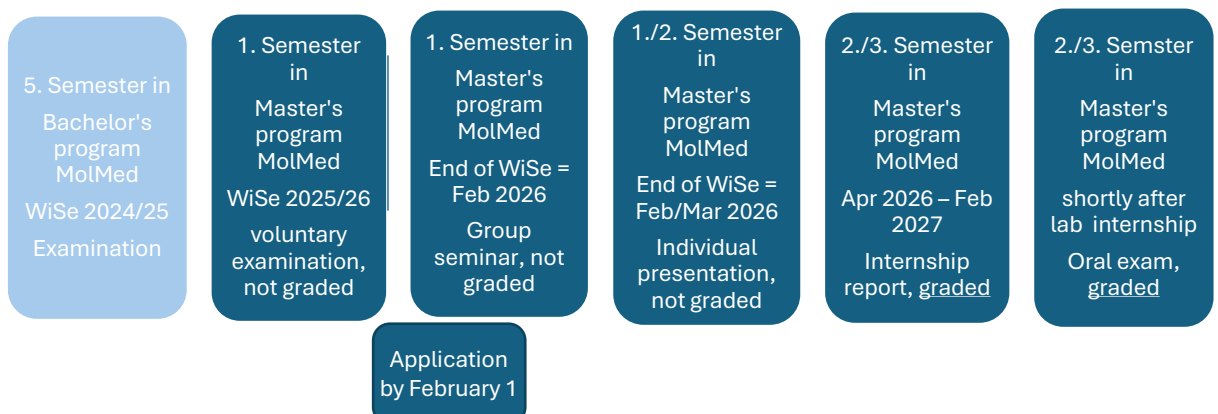 5. Semester in
Bachelor's
program
MolMed
WiSe 2024/25
Examination
1. Semester
in
Master's
program
MolMed
WiSe 2025/26
voluntary
examination,
not graded
1. Semester in
Master's
program
MolMed
End of WiSe =
Feb 2026
Group
seminar, not
graded
1./2. Semester
in
Master's
program
MolMed
End of WiSe =
Feb/Mar 2026
Individual
presentation,
not graded
2./3. Semester
in
Master's
program
MolMed
Apr 2026 – Feb
2027
Internship
report, graded
2./3. Semster
in
Master's
program
MolMed
shortly after
lab internship
Oral exam,
graded
Application
by February 1